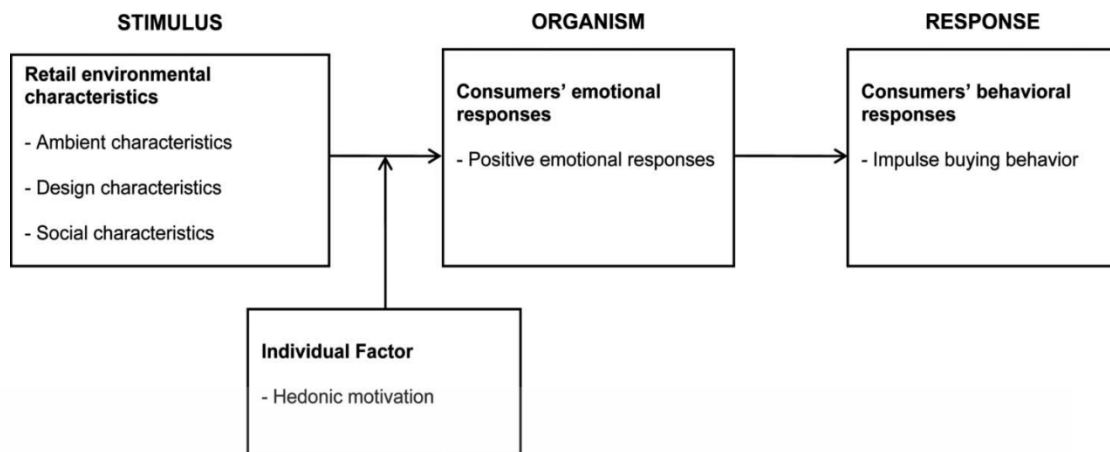 STIMULUS
ORGANISM
RESPONSE
Retail environmental
characteristics
- Ambient characteristics
- Design characteristics
- Social characteristics
Consumers’ emotional
responses
- Positive emotional responses
Consumers’ behavioral
responses
- Impulse buying behavior
Individual Factor
- Hedonic motivation